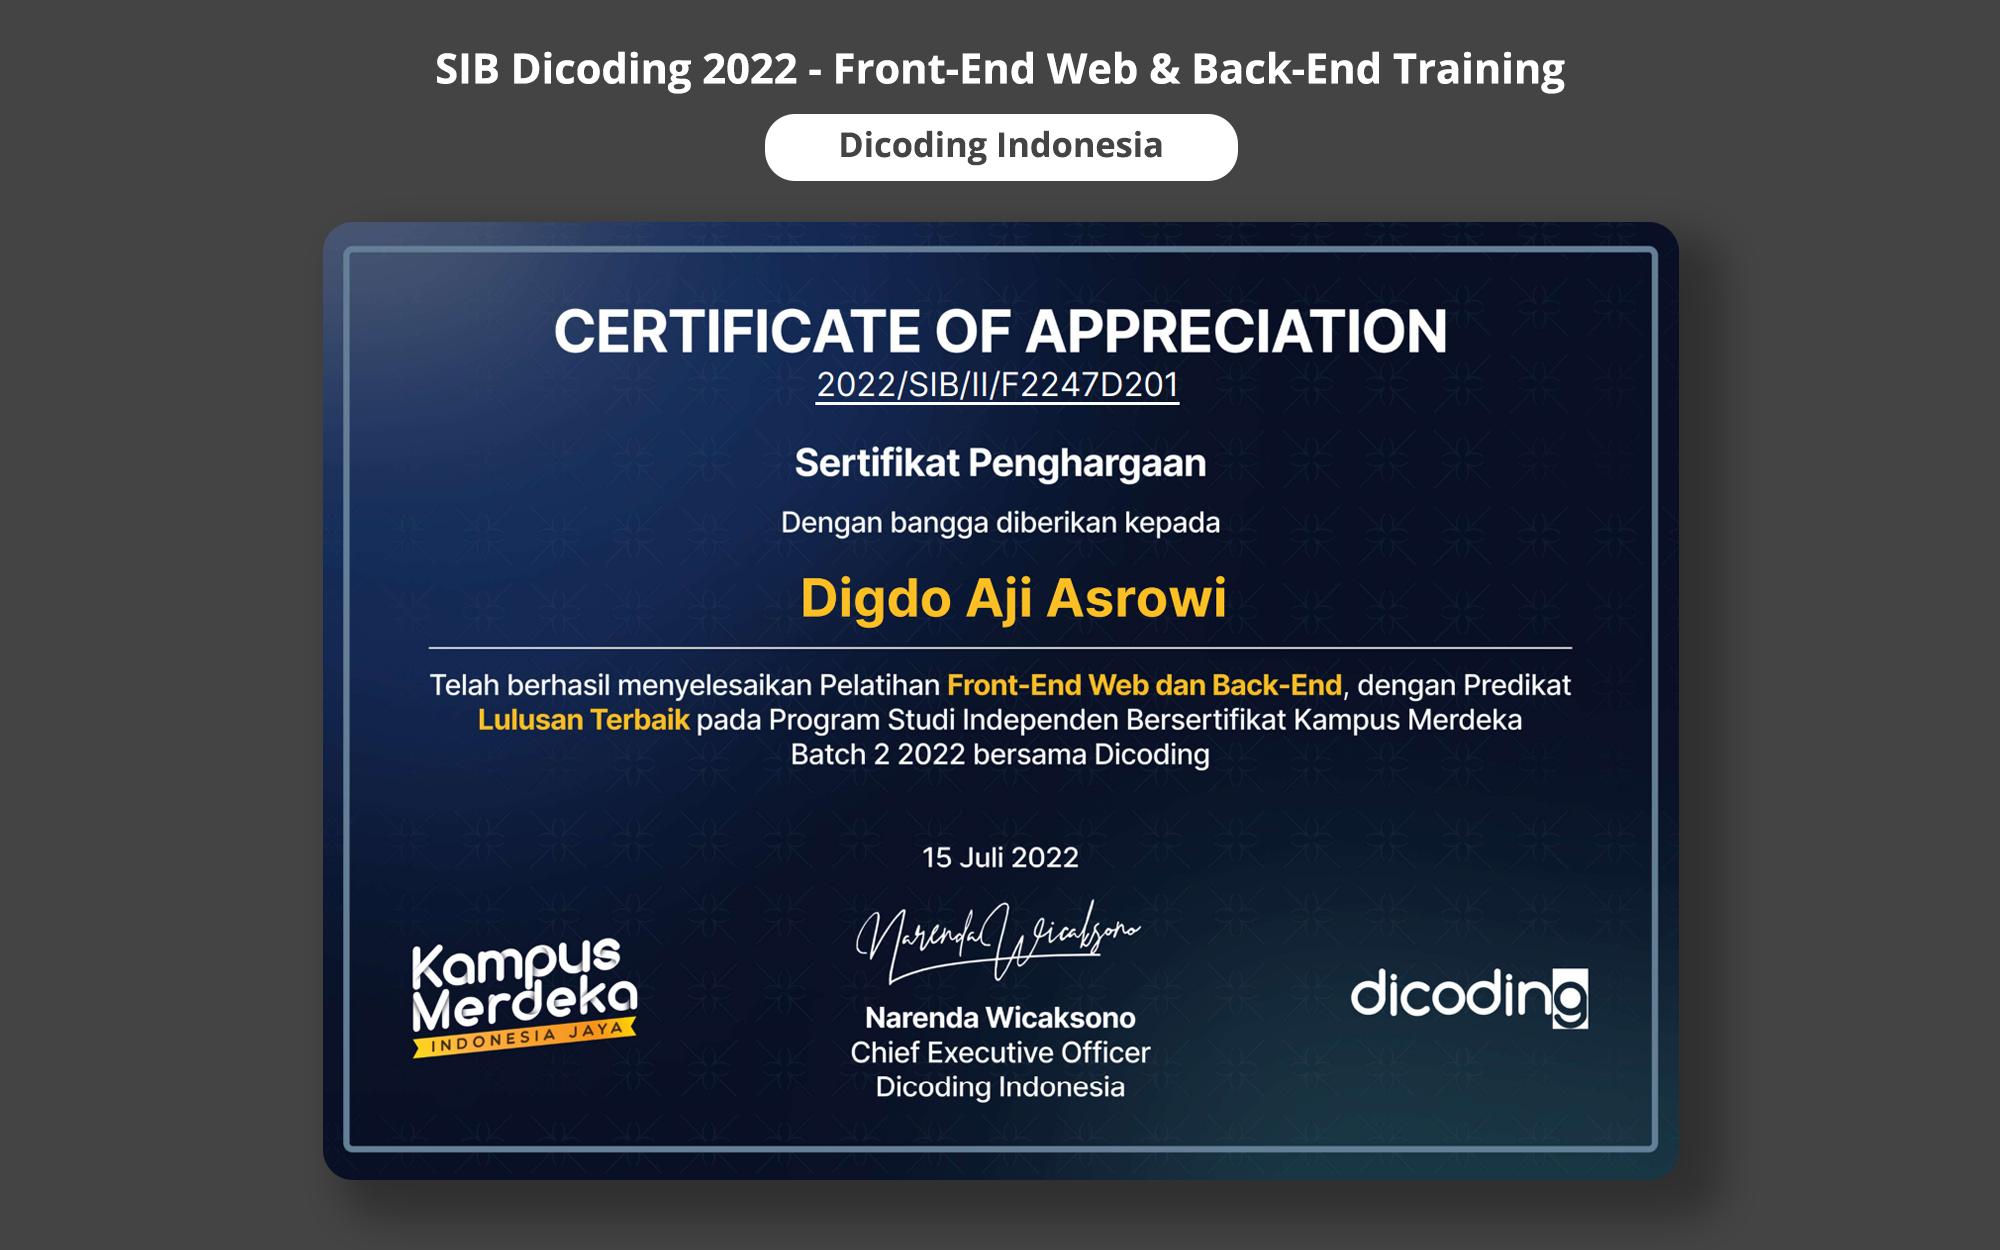 SIB Dicoding 2022 - Front-End Web & Back-End Training
Dicoding Indonesia
CERTIFICATE OF APPRECIATION
2022/SIB/II/F2247D201
Sertifikat Penghargaan
Dengan bangga diberikan kepada
Digdo Aji Asrowi
Telah berhasil menyelesaikan Pelatihan Front-End Web dan Back-End, dengan Predikat
Lulusan Terbaik pada Program Studi Independen Bersertifikat Kampus Merdeka
Batch 2 2022 bersama Dicoding
15 Juli 2022
Narenda Wicaksono
Narenda Wicaksono
Chief Executive Officer
Dicoding Indonesia
Kampus
Merdeka
INDONESIA JAYA
dicoding